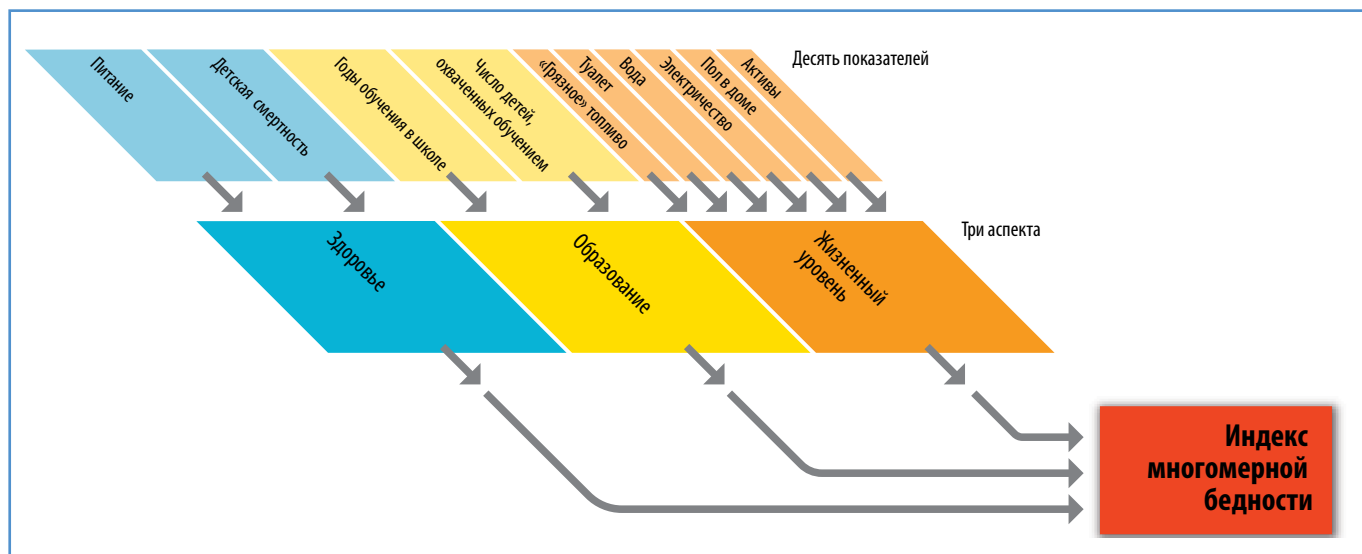 Питание
Детская смертность
Годы обучения в школе
Число детей,
охваченных обучением
«Грязное» топливо
Туалет
Вода
Электричество
Пол в доме
Активы
Десять показателей
Здоровье
Образование
Жизненный
уровень
Три аспекта
Индекс
многомерной
бедности